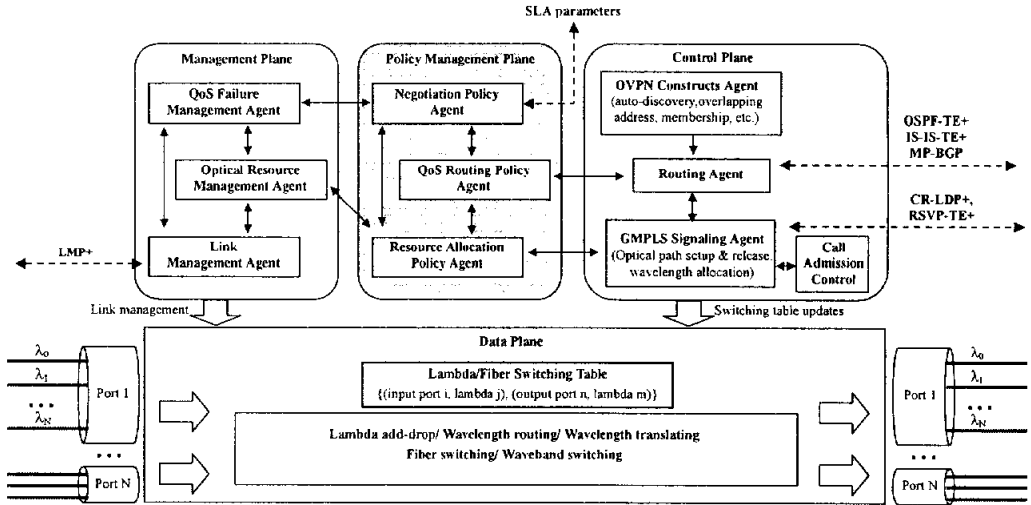 SLA parameters
Management Plane
QoS Failure
Management Agent
Optical Resource
Management Agent
Link
Management Agent
LMP+
Policy Management Plane
Negotiation Policy
Agent
QoS Routing Policy
Agent
Resource Allocation
Policy Agent
Control Plane
OVPN Constructs Agent
(auto-discovery,overlapping
address, membership, etc.)
Routing Agent
GMPLS Signaling Agent
(Optical path setup & release,
wavelength allocation)
Call
Admission
Control
OSPF-TE+
IS-IS-TE+
MP-BGP
CR-LDP+,
RSVP-TE+
Link management
Switching table updates
Data Plane
Lambda/Fiber Switching Table
{(input port i, lambda j), (output port n, lambda m)}
Lambda add-drop/ Wavelength routing/ Wavelength translating
Fiber switching/ Waveband switching
λ0
λ1
...
λN
Port 1
...
Port N
λ0
λ1
...
λN
Port 1
...
Port N